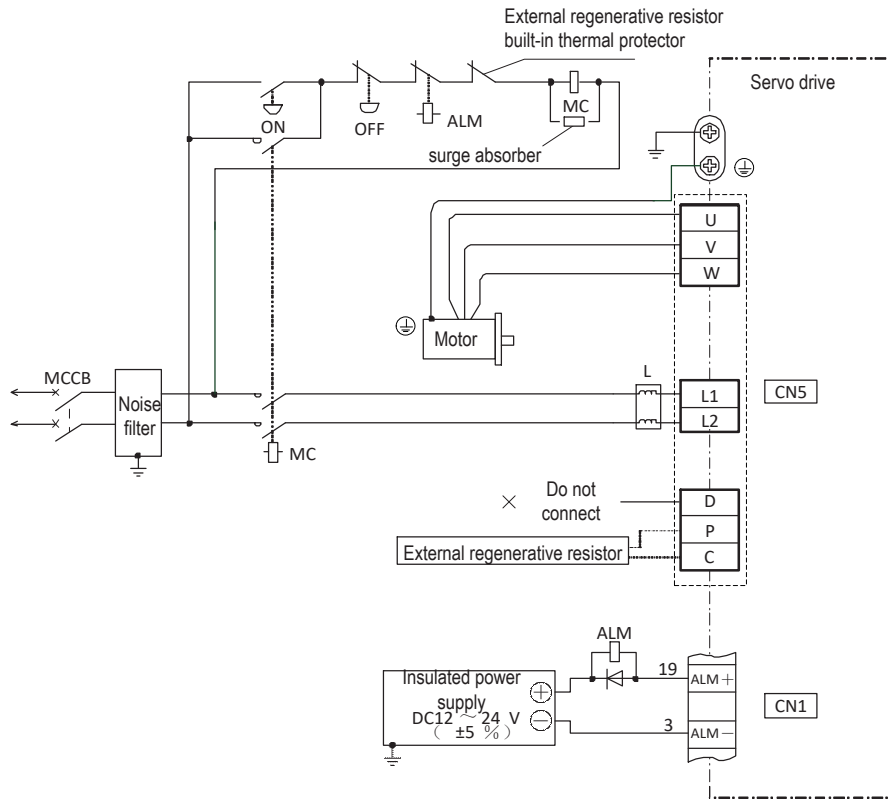 External regenerative resistor
built-in thermal protector
Servo drive
ON
OFF
ALM
MC
surge absorber
U
V
W
Motor
MCCB
Noise
filter
L
L1
L2
CN5
MC
Do not
connect
D
P
C
External regenerative resistor
ALM
Insulated power
supply
DC12 ~ 24 V
( ±5 % )
19
ALM+
3
ALM−
CN1